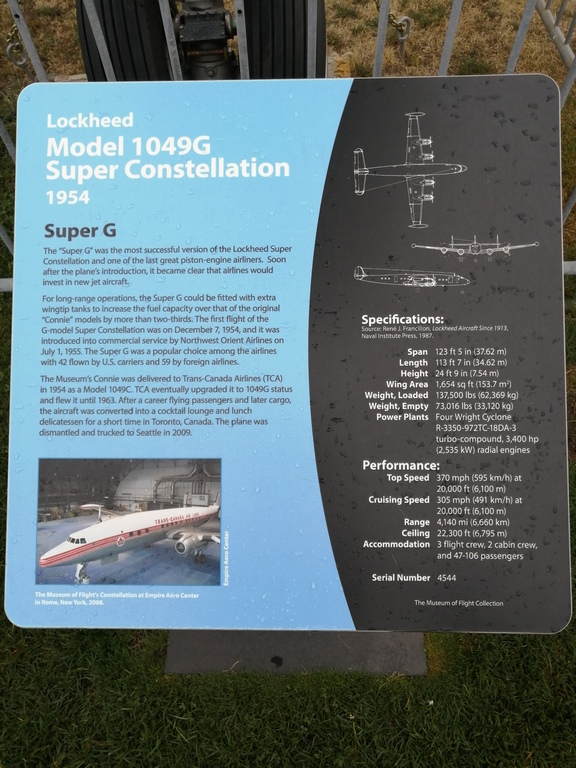 Lockheed
Model 1049G
Super Constellation
1954
Super G
The "Super G" was the most successful version of the Lockheed Super
Constellation and one of the last great piston-engine airliners. Soon
after the plane's introduction, it became clear that airlines would
invest in new jet aircraft.
For long-range operations, the Super G could be fitted with extra
wingtip tanks to increase the fuel capacity over that of the original
"Connie" models by more than two-thirds. The first flight of the
G-model Super Constellation was on December 7, 1954, and it was
introduced into commercial service by Northwest Orient Airlines on
July 1, 1955. The Super G was a popular choice among the airlines
with 42 flown by U.S. carriers and 59 by foreign airlines.
The Museum's Connie was delivered to Trans-Canada Airlines (TCA)
in 1954 as a Model 1049C. TCA eventually upgraded it to 1049G status
and flew it until 1963. After a career flying passengers and later cargo,
the aircraft was converted into a cocktail lounge and lunch
delicatessen for a short time in Toronto, Canada. The plane was
dismantled and trucked to Seattle in 2009.
TRANS-CANADA AIR LINES
Empire Aero Center
The Museum of Flight's Constellation at Empire Aero Center
in Rome, New York, 2008.
Specifications:
Source: René J. Francillon, Lockheed Aircraft Since 1913,
Naval Institute Press, 1987.
Span 123 ft 5 in (37.62 m)
Length 113 ft 7 in (34.62 m)
Height 24 ft 9 in (7.54 m)
Wing Area 1,654 sq ft (153.7 m²)
Weight, Loaded 137,500 lbs (62,369 kg)
Weight, Empty 73,016 lbs (33,120 kg)
Power Plants Four Wright Cyclone
R-3350-972TC-18DA-3
turbo-compound, 3,400 hp
(2,535 kW) radial engines
Performance:
Top Speed 370 mph (595 km/h) at
20,000 ft (6,100 m)
Cruising Speed 305 mph (491 km/h) at
20,000 ft (6,100 m)
Range 4,140 mi (6,660 km)
Ceiling 22,300 ft (6,795 m)
Accommodation 3 flight crew, 2 cabin crew,
and 47-106 passengers
Serial Number 4544
The Museum of Flight Collection